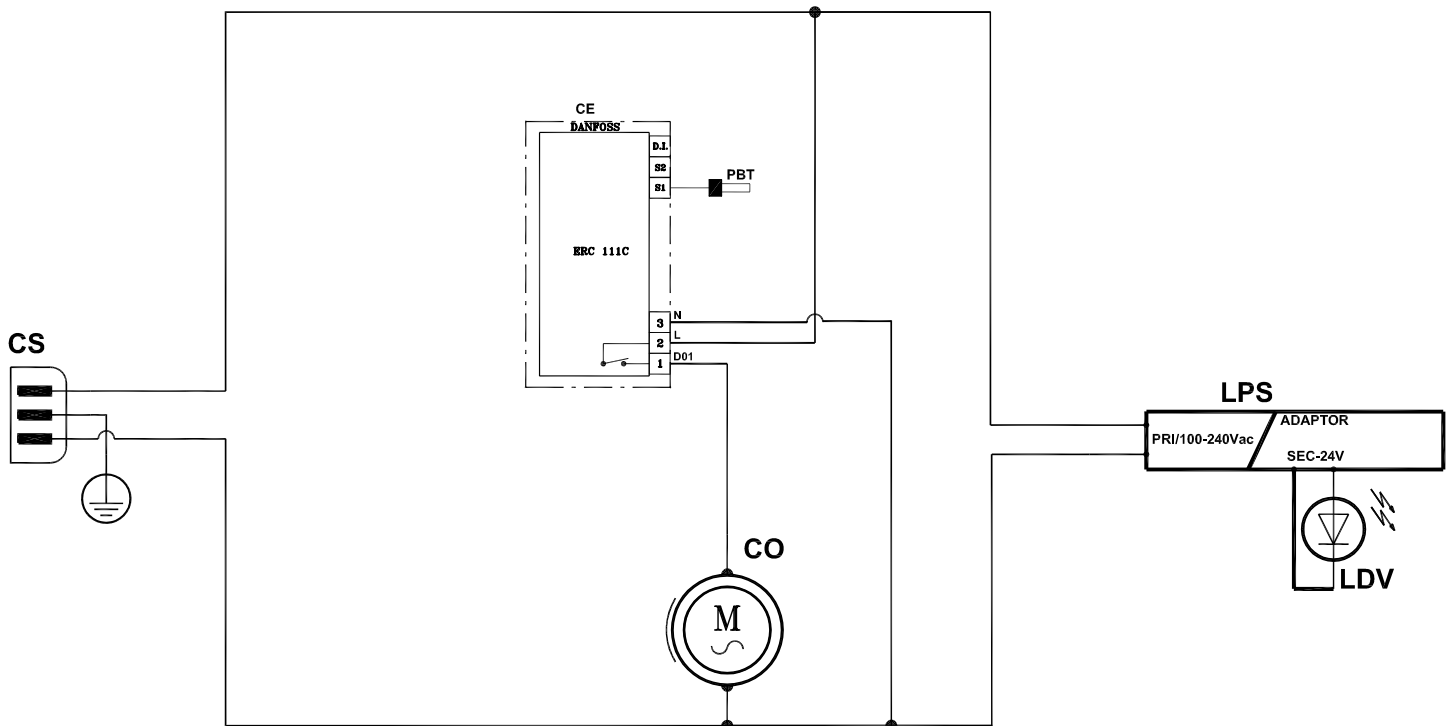 CE
DANFOSS
D.I.
S2
S1
PBT
ERC 111C
3
N
2
L
1
D01
CS
LPS
PRI/100-240Vac
ADAPTOR
SEC-24V
LDV
CO
M